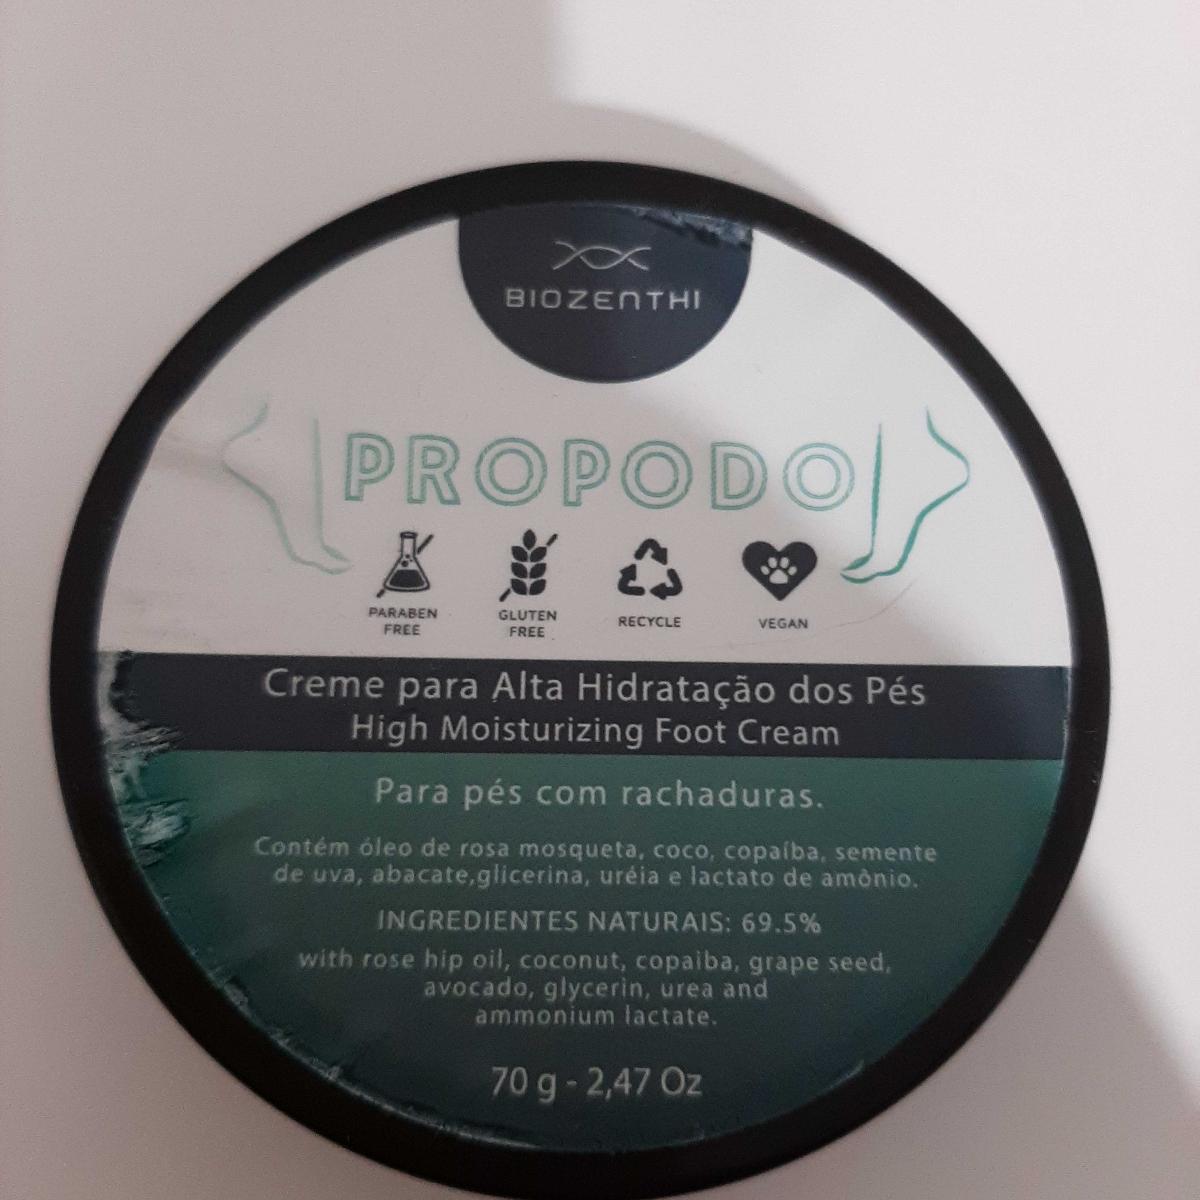 BIOZENTHI
PROPODO
PARABEN
FREE
GLUTEN
FREE
RECYCLE
VEGAN
Creme para Alta Hidratação dos Pés
High Moisturizing Foot Cream
Para pés com rachaduras.
Contém óleo de rosa mosqueta, coco, copaíba, semente
de uva, abacate,glicerina, uréia e lactato de amônio.
INGREDIENTES NATURAIS: 69.5%
with rose hip oil, coconut, copaiba, grape seed,
avocado, glycerin, urea and
ammonium lactate.
70 g - 2,47 Oz